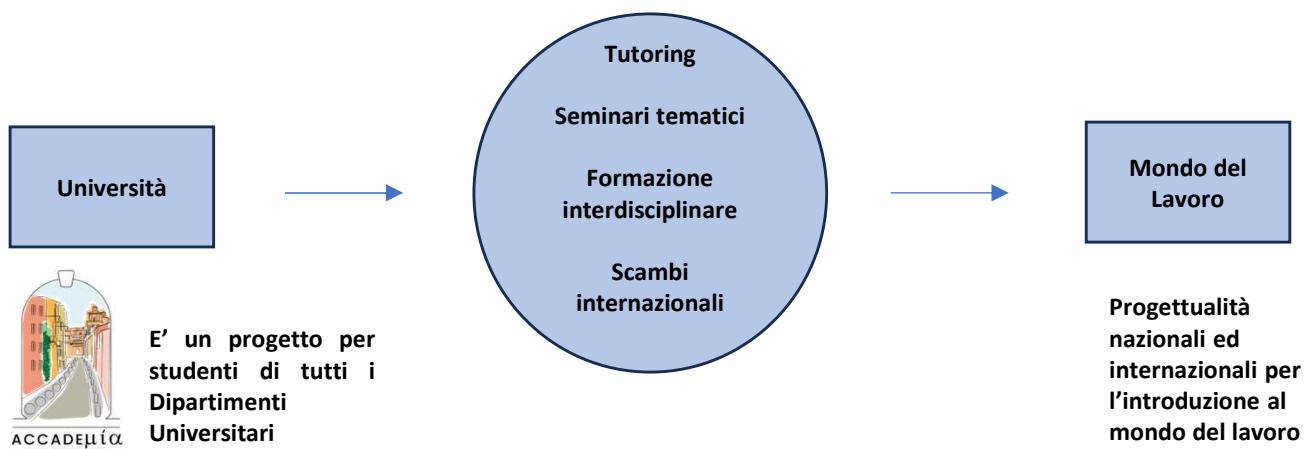 Università
Tutoring
Seminari tematici
Formazione
interdisciplinare
Scambi
internazionali
Mondo del
Lavoro
ACCADEμία
E’ un progetto per
studenti di tutti i
Dipartimenti
Universitari
Progettualità
nazionali ed
internazionali per
l’introduzione al
mondo del lavoro